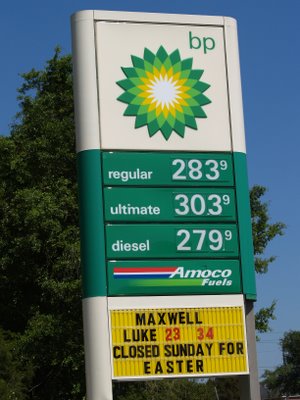 bp
regular 283⁹
ultimate 303⁹
diesel 279⁹
Amoco
Fuels
MAXWELL
LUKE 23 34
CLOSED SUNDAY FOR
EASTER